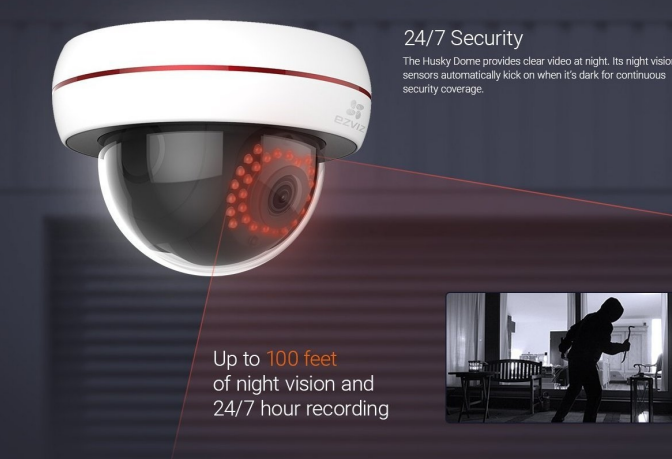 24/7 Security
The Husky Dome provides clear video at night. Its night vision
sensors automatically kick on when it's dark for continuous
security coverage.
ezviz
Up to 100 feet
of night vision and
24/7 hour recording